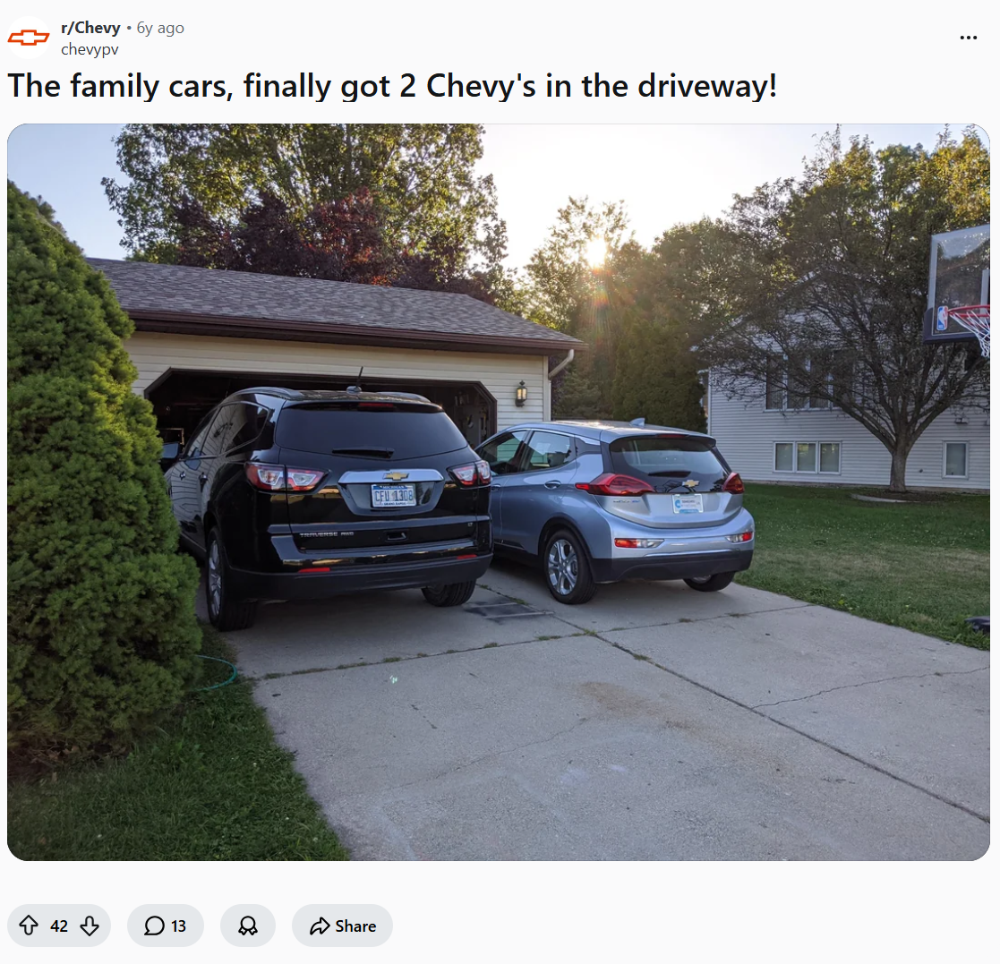 r/Chevy • 6y ago
chevypv
The family cars, finally got 2 Chevy's in the driveway!
CFU 1308
TRAVERSE AWD
42
13
Share